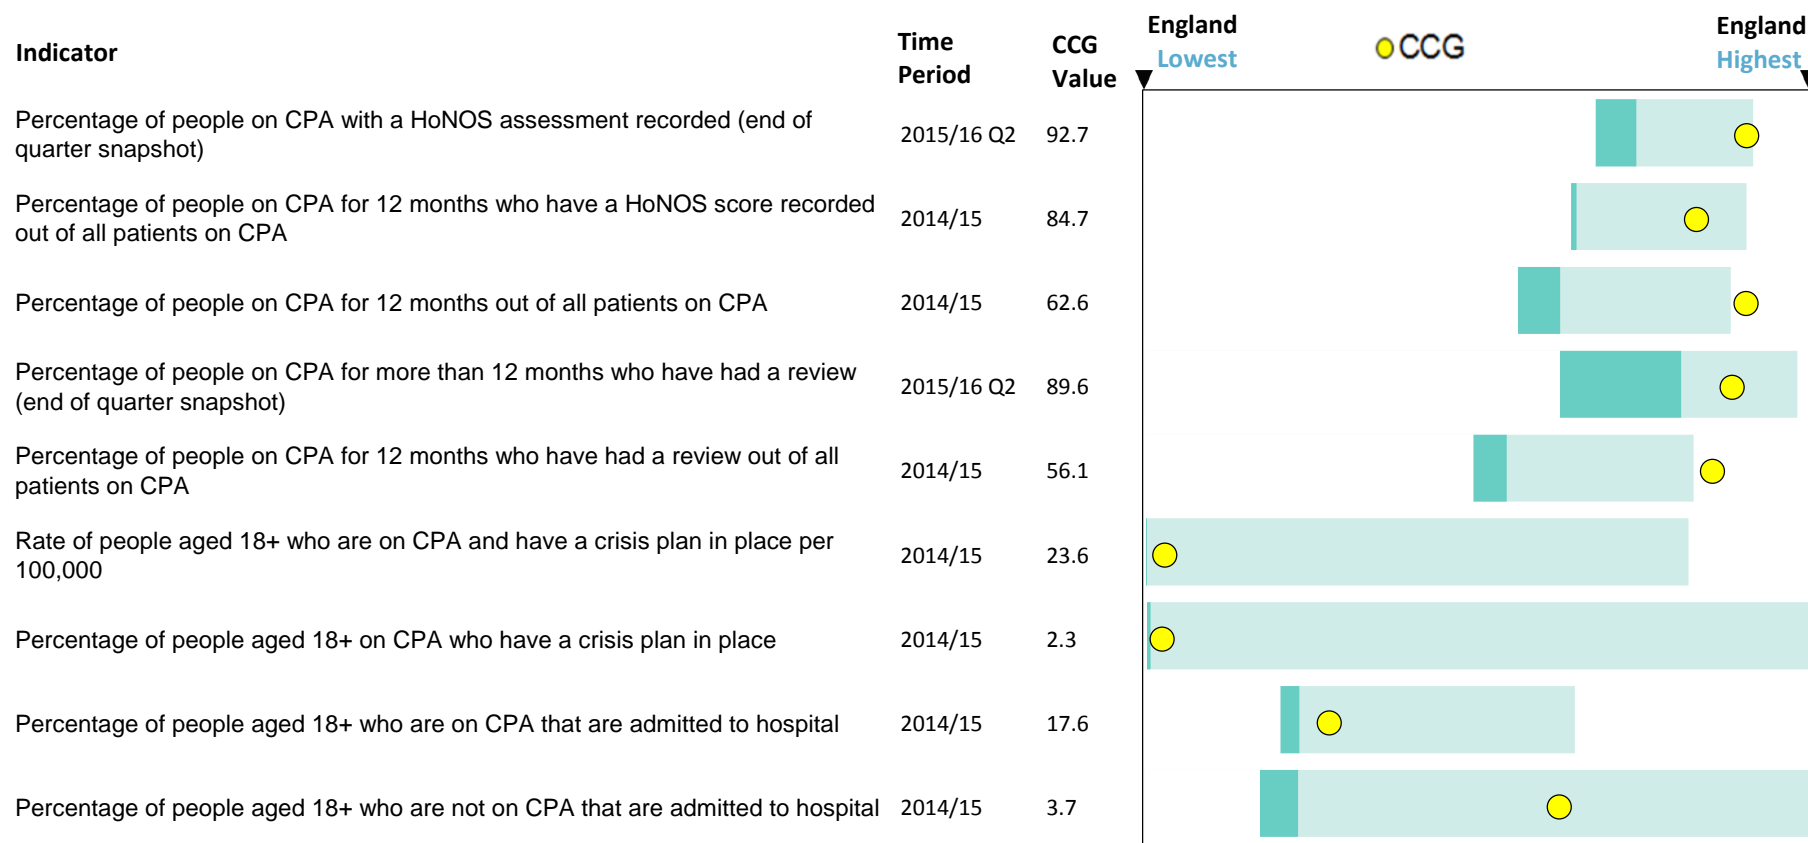 Indicator
Time
Period
CCG
Value
England
Lowest
CCG
England
Highest
Percentage of people on CPA with a HoNOS assessment recorded (end of
quarter snapshot)
2015/16 Q2
92.7
Percentage of people on CPA for 12 months who have a HoNOS score recorded
out of all patients on CPA
2014/15
84.7
Percentage of people on CPA for 12 months out of all patients on CPA
2014/15
62.6
Percentage of people on CPA for more than 12 months who have had a review
(end of quarter snapshot)
2015/16 Q2
89.6
Percentage of people on CPA for 12 months who have had a review out of all
patients on CPA
2014/15
56.1
Rate of people aged 18+ who are on CPA and have a crisis plan in place per
100,000
2014/15
23.6
Percentage of people aged 18+ on CPA who have a crisis plan in place
2014/15
2.3
Percentage of people aged 18+ who are on CPA that are admitted to hospital
2014/15
17.6
Percentage of people aged 18+ who are not on CPA that are admitted to hospital
2014/15
3.7